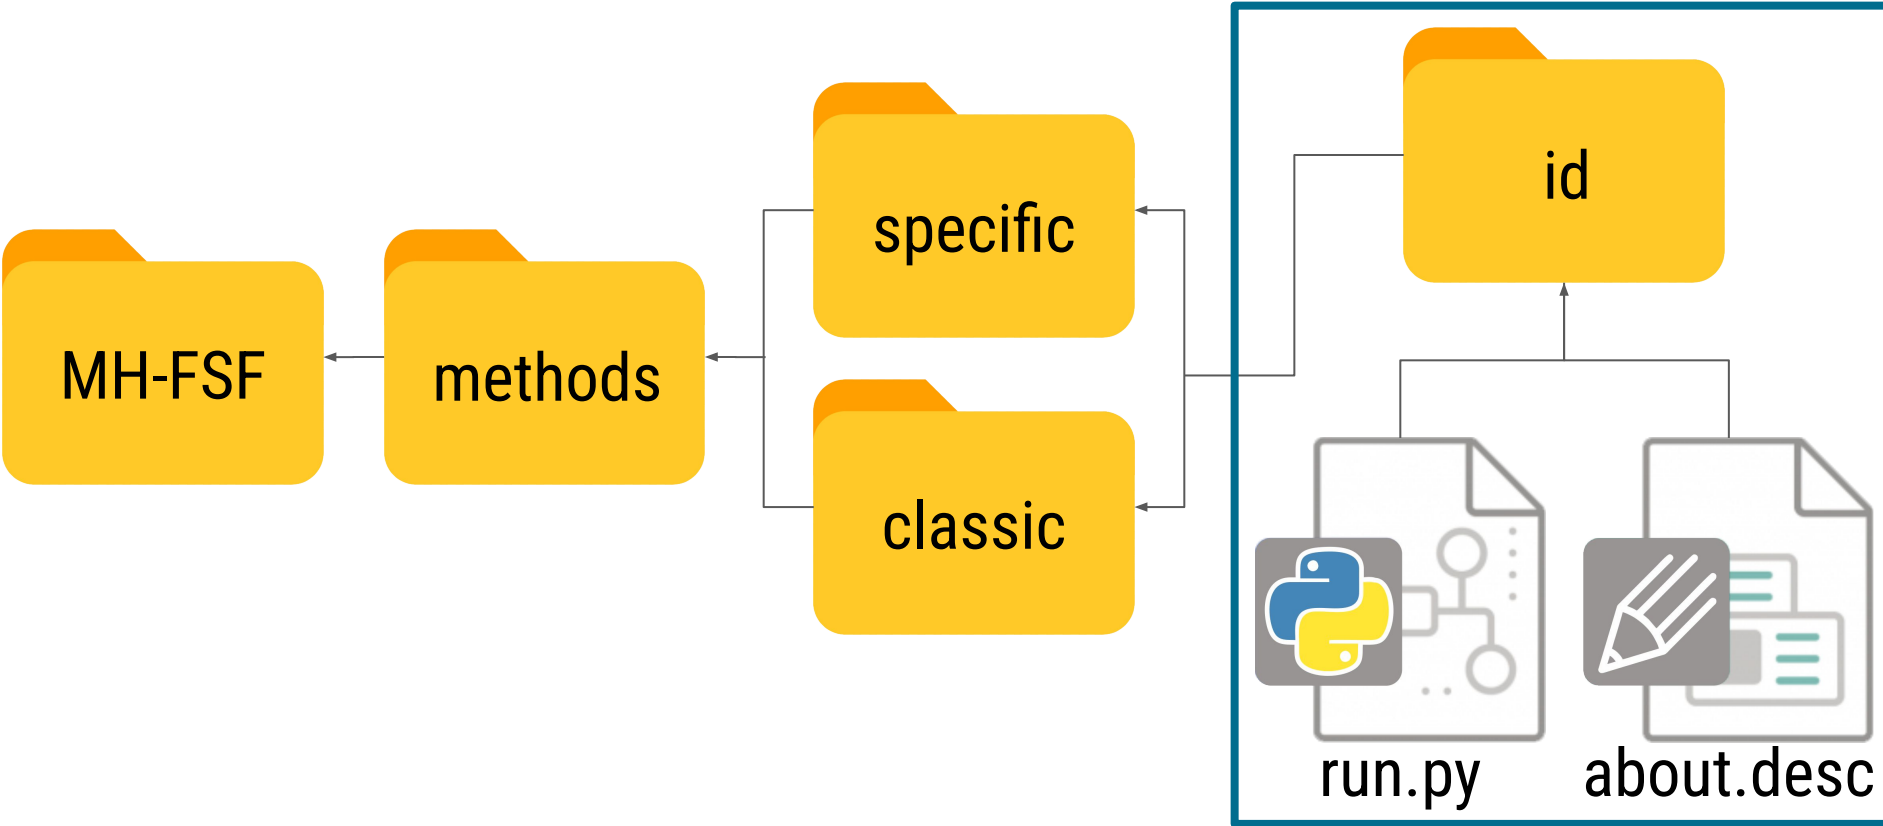 MH-FSF
methods
specific
classic
id
run.py
about.desc